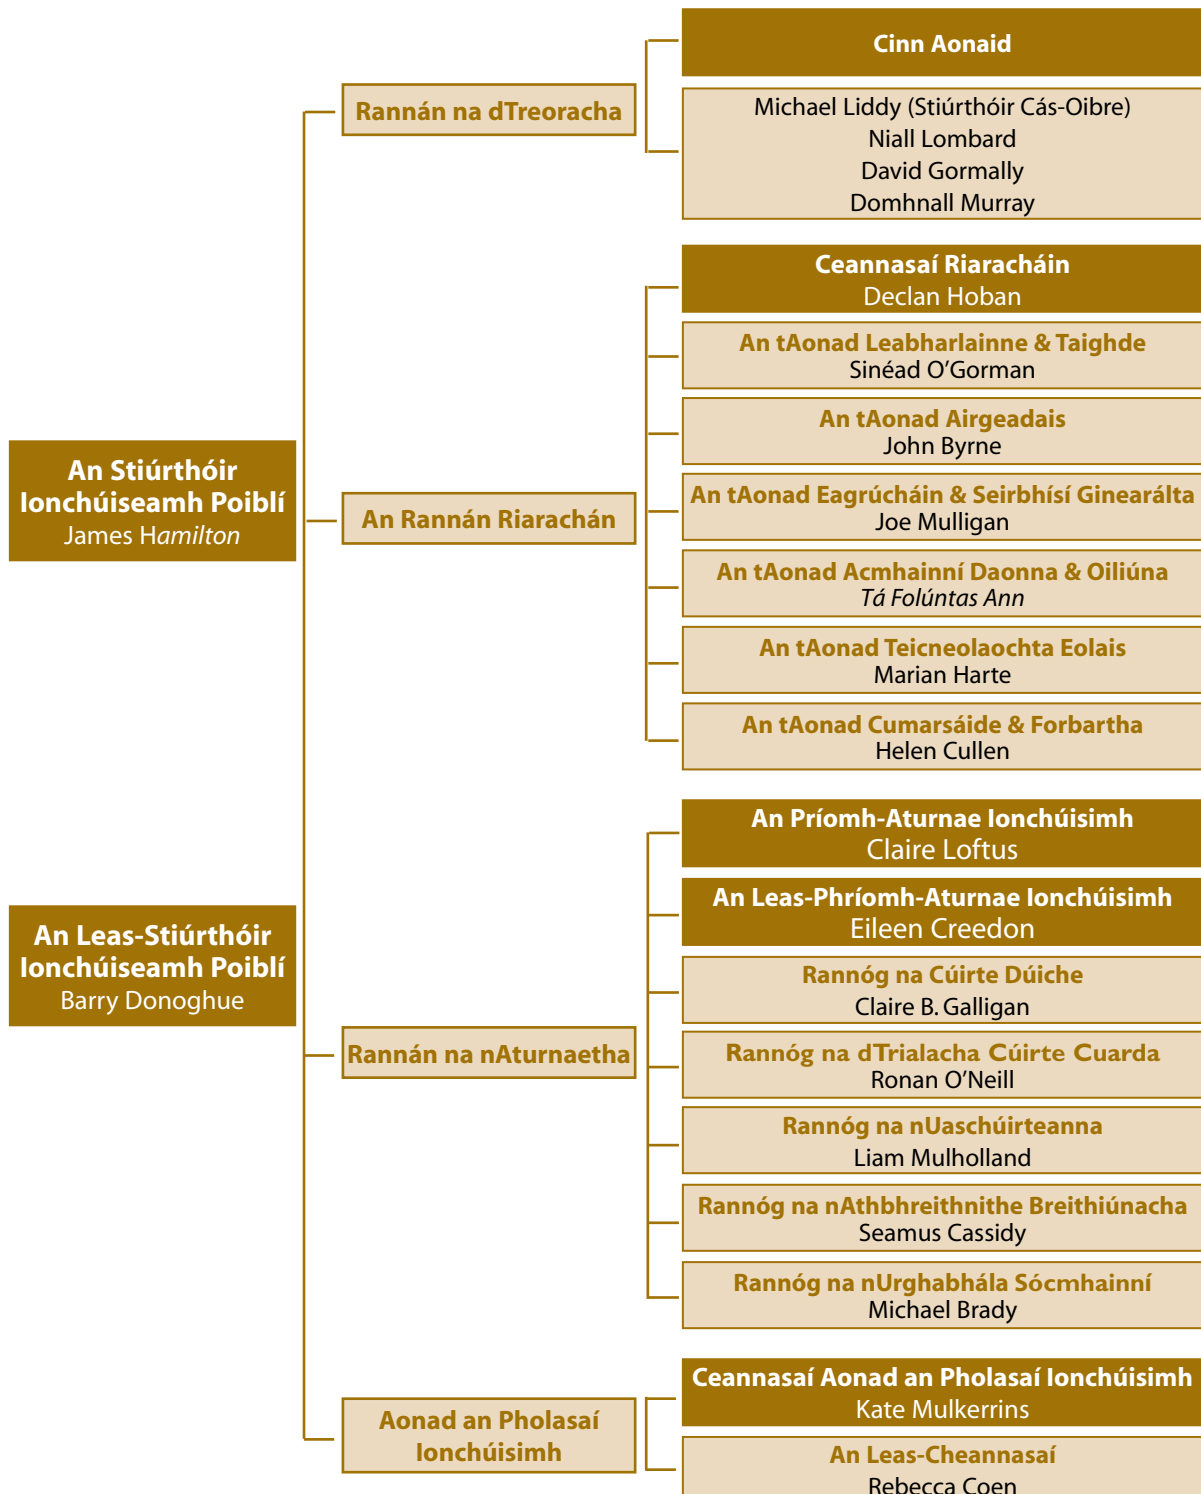 An Stiúrthóir
Ionchúiseamh Poiblí
James Hamilton
An Leas-Stiúrthóir
Ionchúiseamh Poiblí
Barry Donoghue
Rannán na dTreoracha
Cinn Aonaid
Michael Liddy (Stiúrthóir Cás-Oibre)
Niall Lombard
David Gormally
Domhnall Murray
An Rannán Riarachán
Ceannasaí Riaracháin
Declan Hoban
An tAonad Leabharlainne & Taighde
Sinéad O’Gorman
An tAonad Airgeadais
John Byrne
An tAonad Eagrúcháin & Seirbhísí Ginearálta
Joe Mulligan
An tAonad Acmhainní Daonna & Oiliúna
Tá Folúntas Ann
An tAonad Teicneolaochta Eolais
Marian Harte
An tAonad Cumarsáide & Forbartha
Helen Cullen
Rannán na nAturnaetha
An Príomh-Aturnae Ionchúisimh
Claire Loftus
An Leas-Phríomh-Aturnae Ionchúisimh
Eileen Creedon
Rannóg na Cúirte Dúiche
Claire B. Galligan
Rannóg na dTrialacha Cúirte Cuarda
Ronan O’Neill
Rannóg na nUaschúirteanna
Liam Mulholland
Rannóg na nAthbhreithnithe Breithiúnacha
Seamus Cassidy
Rannóg na nUrghabhála Sócmhainní
Michael Brady
Aonad an Pholasaí
Ionchúisimh
Ceannasaí Aonad an Pholasaí Ionchúisimh
Kate Mulkerrins
An Leas-Cheannasaí
Rebecca Coen